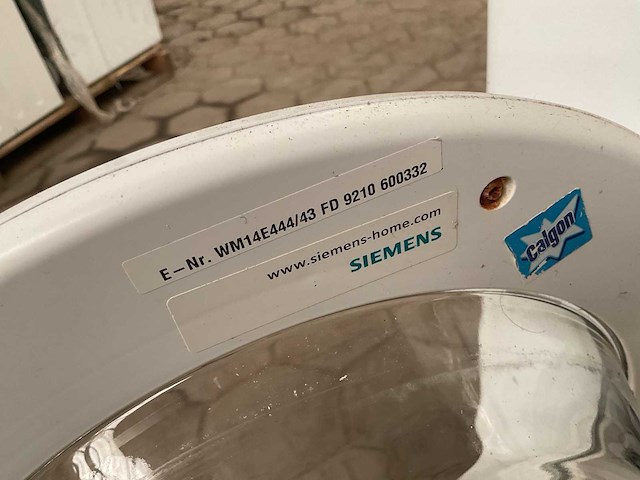 E-Nr. WM14E444/43 FD 9210 600332
www.siemens-home.com
SIEMENS
Calgon